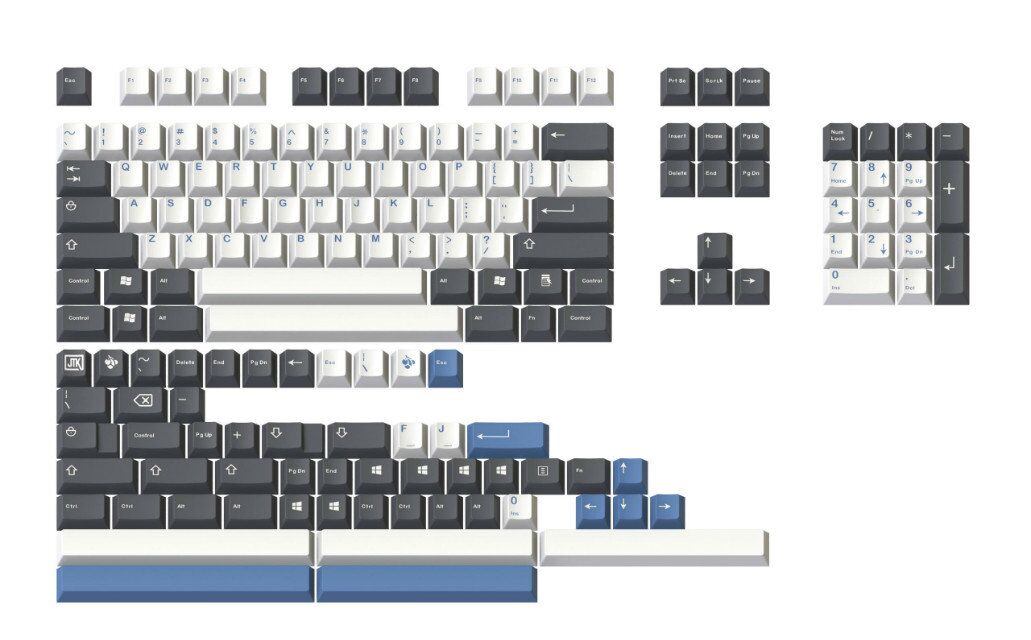 Esc F1 F2 F3 F4 F5 F6 F7 F8 F9 F10 F11 F12 Prt Sc ScrLk Pause
~ ! @ # $ % ^ & * ( ) _ + ←
` 1 2 3 4 5 6 7 8 9 0 - =
Insert Home Pg Up
Num Lock / * −
Q W E R T Y U I O P { } |
[ ] \
Delete End Pg Dn
7 8 9 +
Home ↑ Pg Up
A S D F G H J K L : "
; '
4 5 6
← →
Z X C V B N M < > ?
, . /
↑
1 2 3
End ↓ Pg Dn
Control Alt Alt Control
← ↓ →
0 .
Ins Del
Control Alt Alt Fn Control
JTK ~ Delete End Pg Dn ← Esc | Esc
` \
| −
\
Control Pg Up + F J
Pg Dn End Fn ↑
Ctrl Ctrl Alt Alt Ctrl Ctrl Alt Alt 0 ← ↓ →
Ins